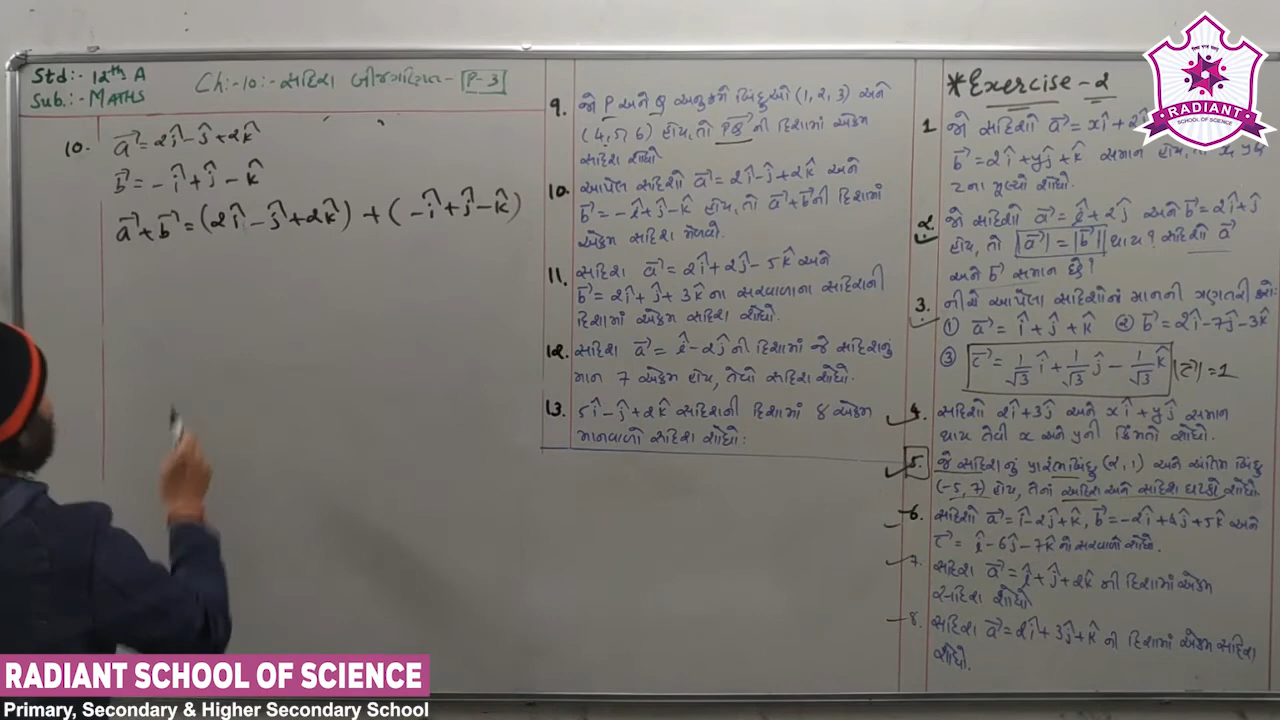 Std:- 12th A
Sub.:- MATHS
Ch:-10:- સદિશ બીજગણિત - P-3
10. a⃗ = 2î - ĵ + 2k̂
b⃗ = - î + ĵ - k̂
a⃗ + b⃗ = (2î - ĵ + 2k̂) + (- î + ĵ - k̂)
9. જો P અને Q અનુક્રમે બિંદુઓ (1, 2, 3) અને
(4, 5, 6) હોય, તો PQ⃗ ની દિશામાં એકમ
સદિશ શોધો
10. આપેલ સદિશો a⃗ = 2î - ĵ + 2k̂ અને
b⃗ = - î + ĵ - k̂ હોય, તો a⃗ + b⃗ ની દિશામાં
એકમ સદિશ મેળવો.
11. સદિશ a⃗ = 2î + 2ĵ - 5k̂ અને
b⃗ = 2î + ĵ + 3k̂ ના સરવાળાના સદિશની
દિશામાં એકમ સદિશ શોધો.
12. સદિશ a⃗ = î - 2ĵ ની દિશામાં જે સદિશનું
માન 7 એકમ હોય, તેવો સદિશ શોધો.
13. 5î - ĵ + 2k̂ સદિશની દિશામાં 8 એકમ
માનવાળો સદિશ શોધો.
*Exercise - 2
1 જો સદિશો a⃗ = xî + 2
b⃗ = 2î + yĵ + k̂ સમાન હોય, તો x, y અને
zના મૂલ્યો શોધો.
2. જો સદિશો a⃗ = î + 2ĵ અને b⃗ = 2î + ĵ
હોય, તો |a⃗| = |b⃗| થાય? સદિશો a⃗
અને b⃗ સમાન છે?
3. નીચે આપેલા સદિશોનાં માનની ગણતરી કરો:
① a⃗ = î + ĵ + k̂ ② b⃗ = 2î - 7ĵ - 3k̂
③ c⃗ = 1/√3 î + 1/√3 ĵ - 1/√3 k̂ |c⃗| = 1
4. સદિશો 2î + 3ĵ અને xî + yĵ સમાન
થાય તેવી x અને yની કિંમતો શોધો.
5. જે સદિશનું પ્રારંભબિંદુ (2, 1) અને અંતિમ બિંદુ
(-5, 7) હોય, તેનાં અદિશ અને સદિશ ઘટકો શોધો.
6. સદિશો a⃗ = î - 2ĵ + k̂, b⃗ = -2î + 4ĵ + 5k̂ અને
c⃗ = î - 6ĵ - 7k̂ નો સરવાળો શોધો.
7. સદિશ a⃗ = î + ĵ + 2k̂ ની દિશામાં એકમ
સદિશ શોધો
8. સદિશ a⃗ = 2î + 3ĵ + k̂ ની દિશામાં એકમ સદિશ
શોધો.
RADIANT
SCHOOL OF SCIENCE
RADIANT SCHOOL OF SCIENCE
Primary, Secondary & Higher Secondary School